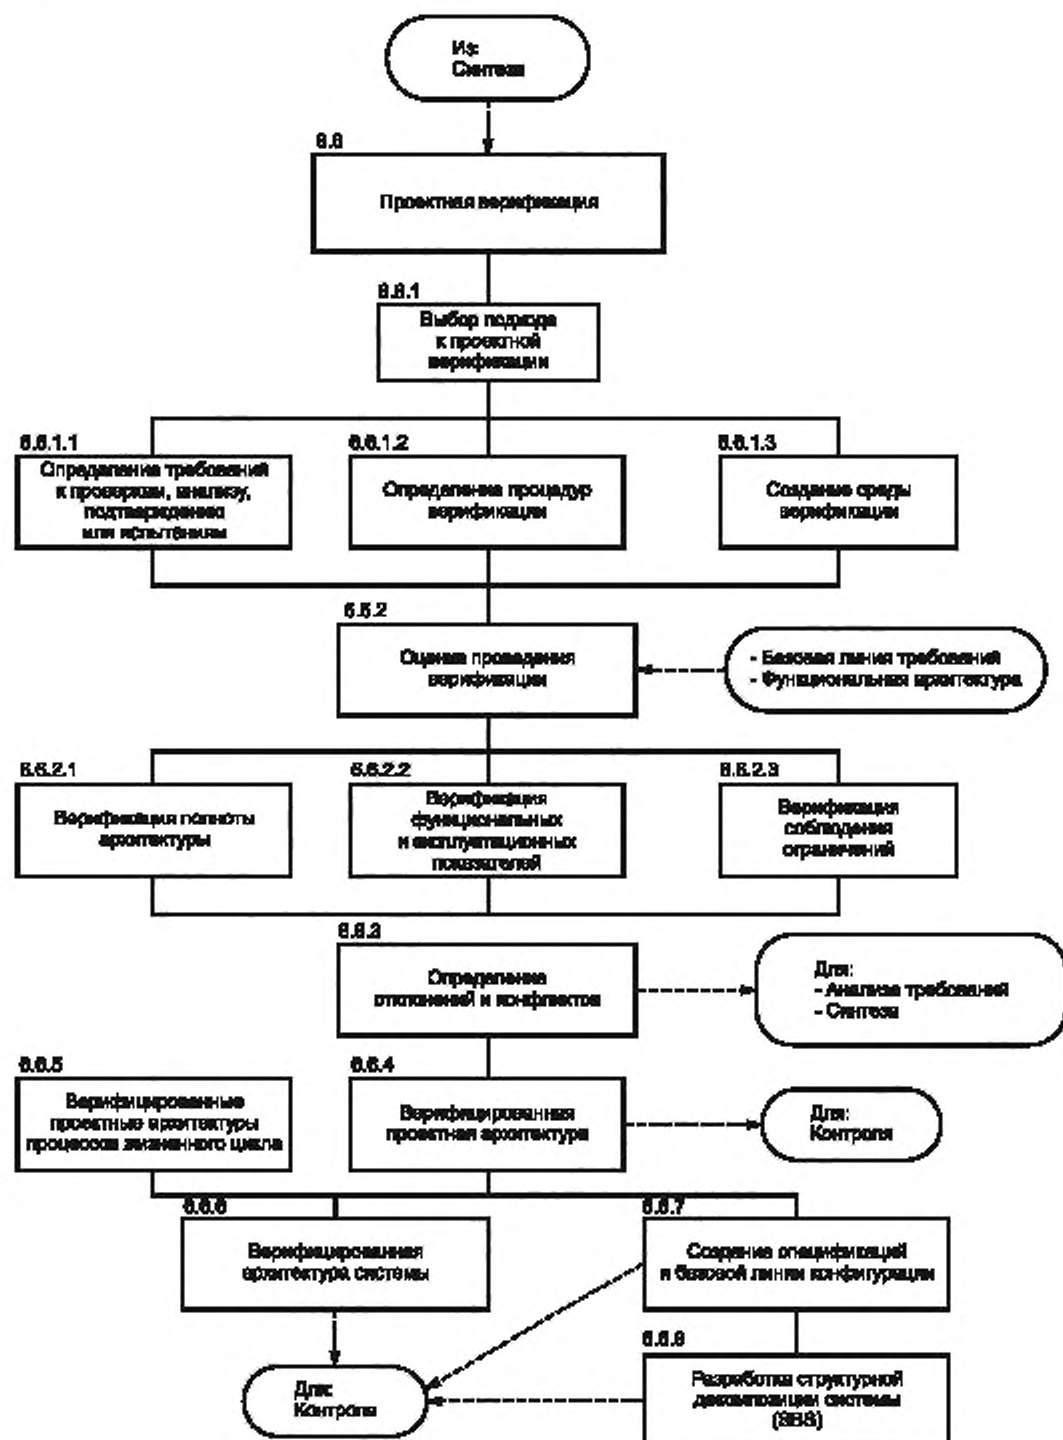 Из:
Синтеза
6.6
Проектная верификация
6.6.1
Выбор подхода
к проектной
верификации
6.6.1.1
Определение требований
к проверкам, анализу,
подтверждению
или испытаниям
6.6.1.2
Определение процедур
верификации
6.6.1.3
Создание среды
верификации
6.6.2
Оценка проведения
верификации
- Базовая линия требований
- Функциональная архитектура
6.6.2.1
Верификация полноты
архитектуры
6.6.2.2
Верификация
функциональных
и эксплуатационных
показателей
6.6.2.3
Верификация
соблюдения
ограничений
6.6.3
Определение
отклонений и конфликтов
Для:
- Анализа требований
- Синтеза
6.6.5
Верифицированные
проектные архитектуры
процессов жизненного цикла
6.6.4
Верифицированная
проектная архитектура
Для:
Контроля
6.6.6
Верифицированная
архитектура системы
6.6.7
Создание спецификаций
и базовой линии конфигурации
Для:
Контроля
6.6.8
Разработка структурной
декомпозиции системы
(SBS)